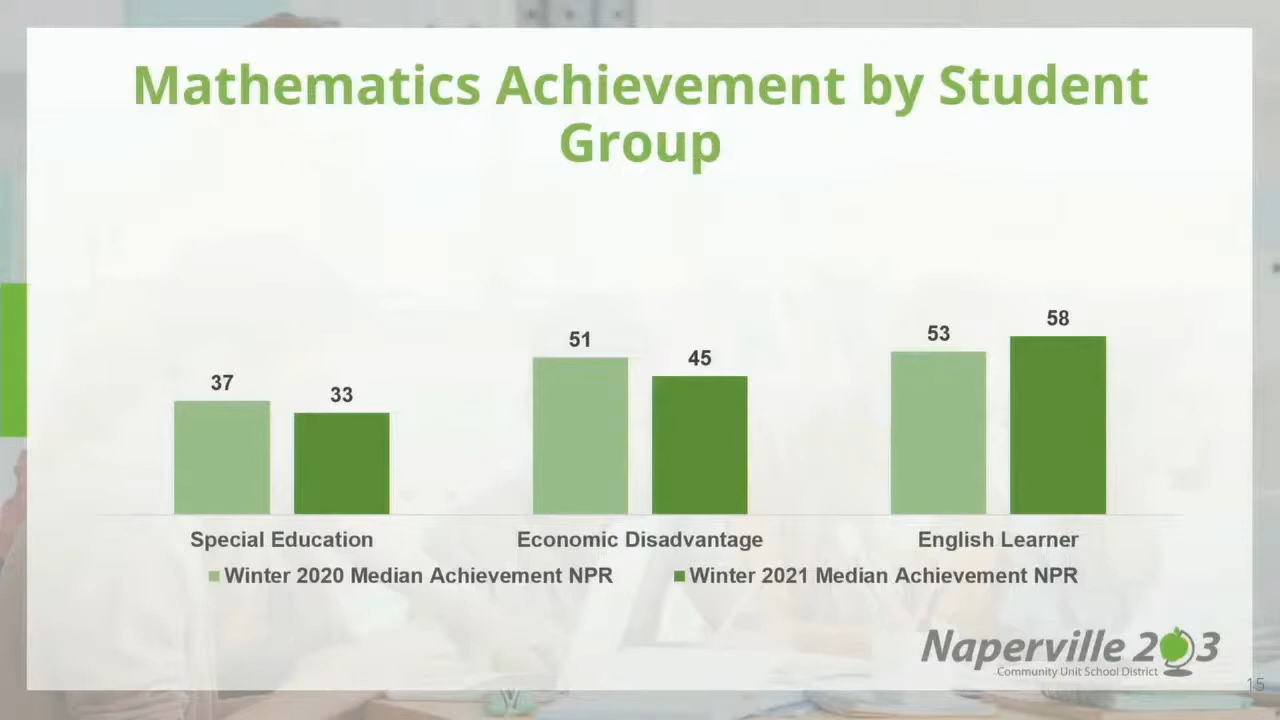 Mathematics Achievement by Student
Group
37
33
51
45
53
58
Special Education
Economic Disadvantage
English Learner
Winter 2020 Median Achievement NPR
Winter 2021 Median Achievement NPR
Naperville 203
Community Unit School District
15